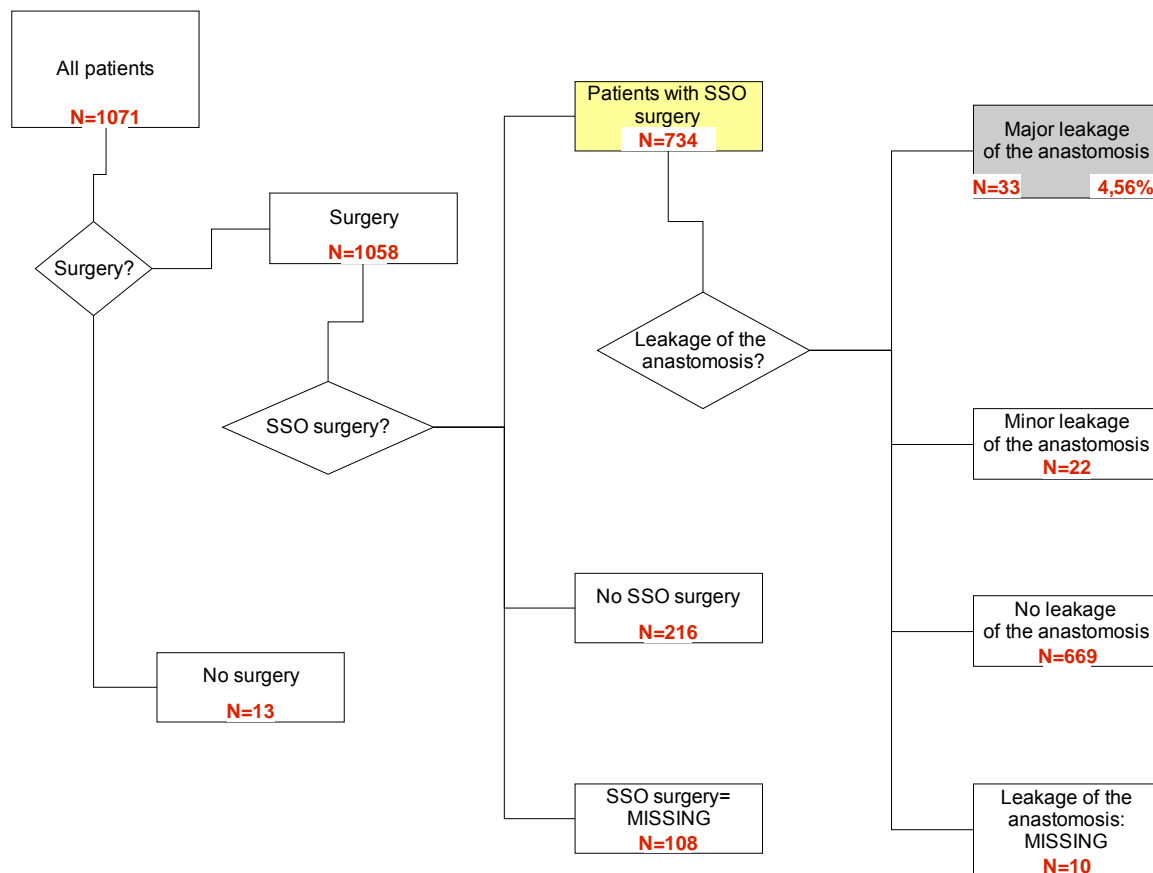 All patients
N=1071
Surgery?
Surgery
N=1058
No surgery
N=13
SSO surgery?
Patients with SSO
surgery
N=734
No SSO surgery
N=216
SSO surgery=
MISSING
N=108
Leakage of the
anastomosis?
Major leakage
of the anastomosis
N=33 4,56%
Minor leakage
of the anastomosis
N=22
No leakage
of the anastomosis
N=669
Leakage of the
anastomosis:
MISSING
N=10